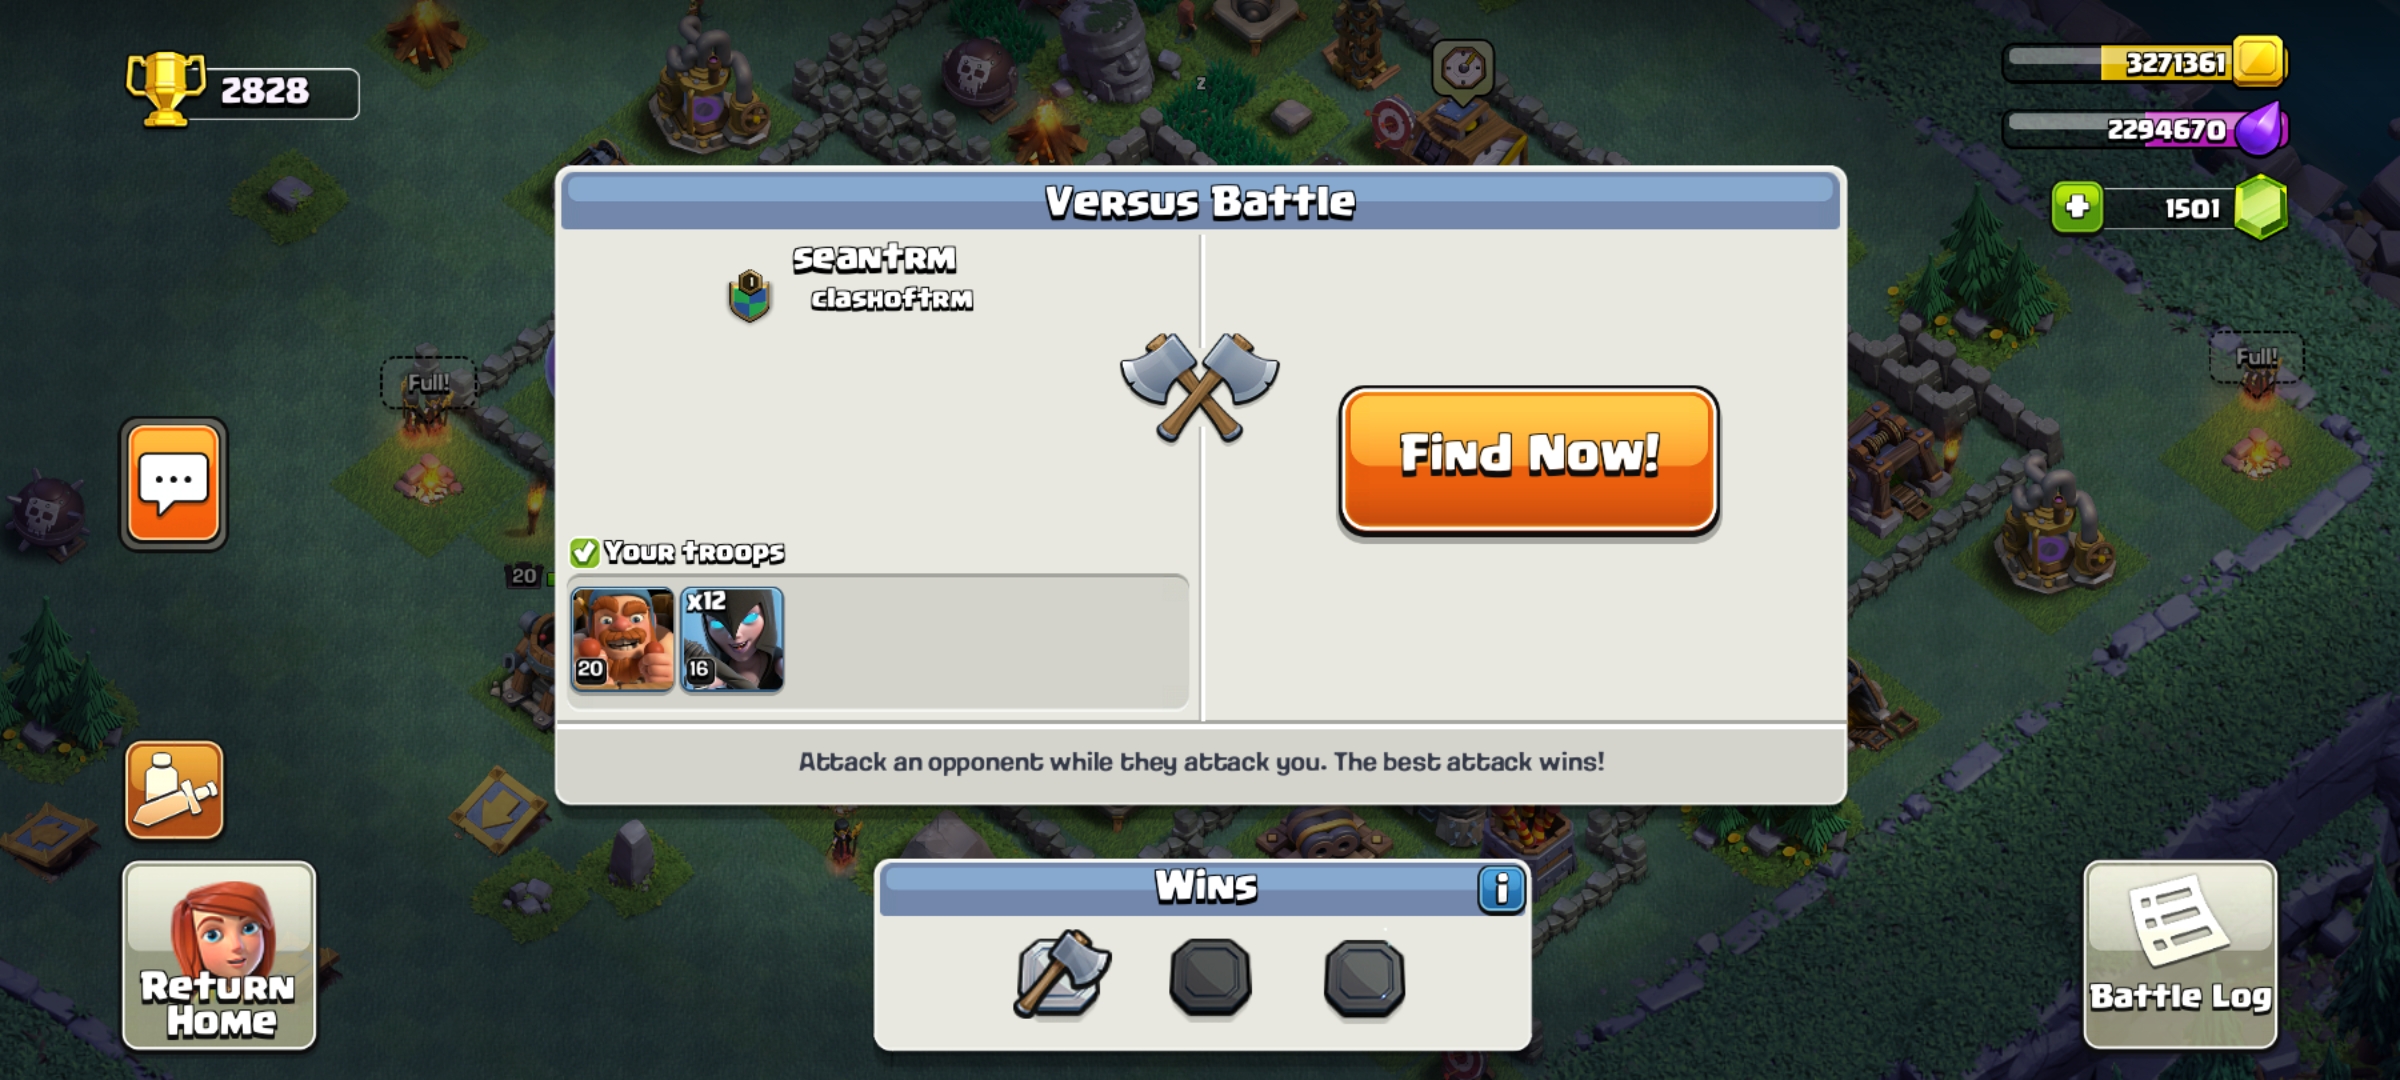 2828
3271361
2294670
1501
z
Versus Battle
seantrm
clashoftrm
1
Find Now!
Full!
Full!
20
Your troops
20
x12
16
Attack an opponent while they attack you. The best attack wins!
Wins
i
Return
Home
Battle Log